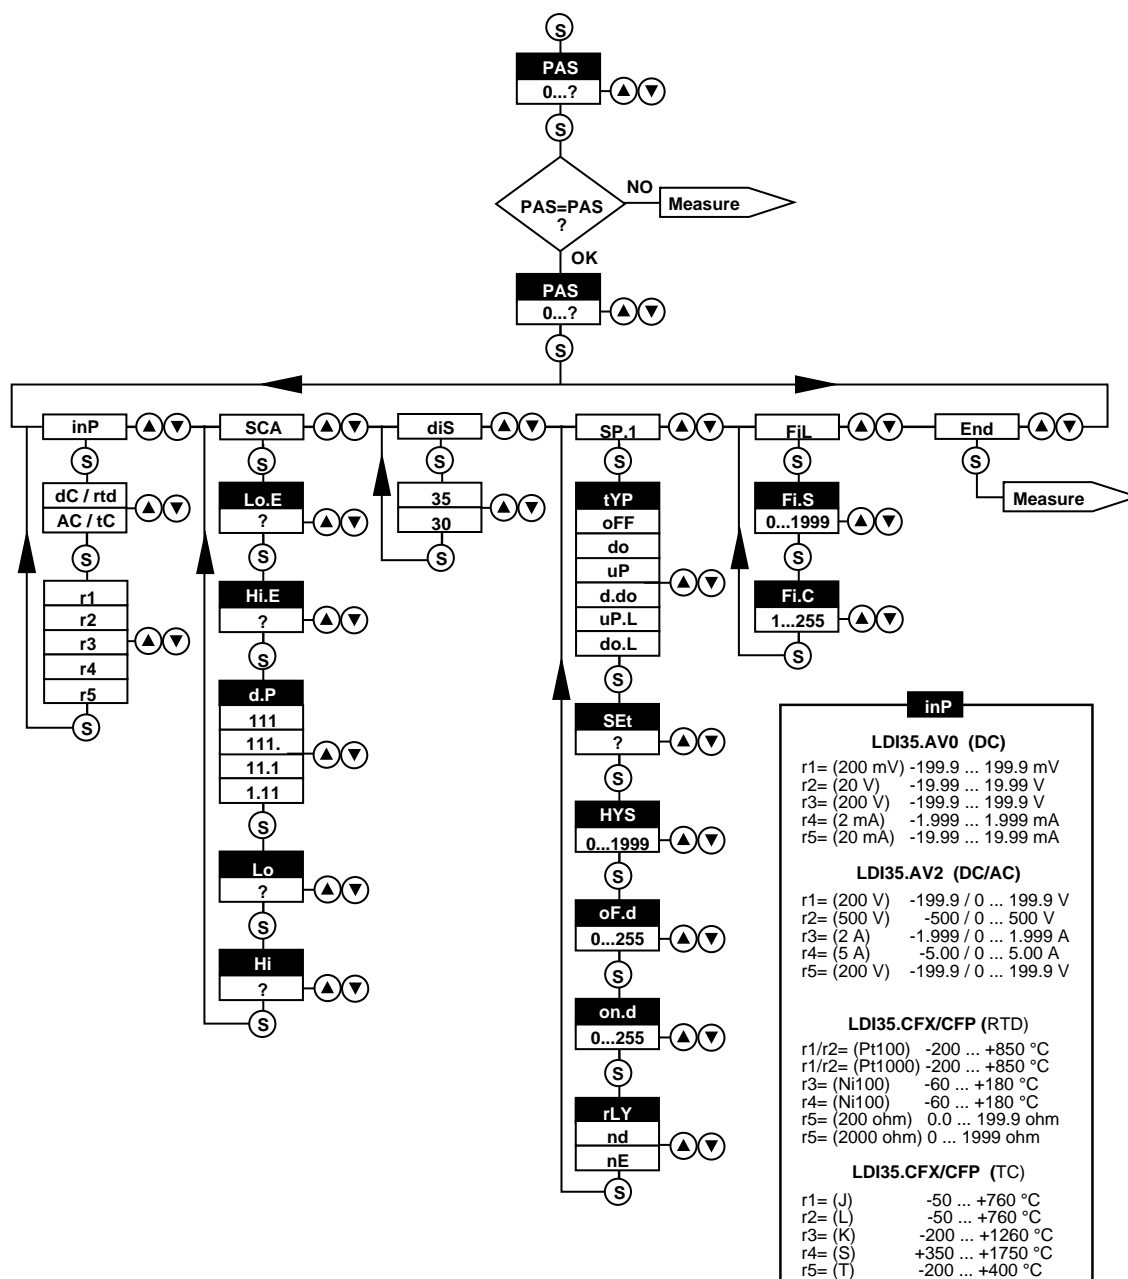 S
PAS
0...?
S
PAS=PAS
?
NO
Measure
OK
PAS
0...?
S
inP
S
dC / rtd
AC / tC
S
r1
r2
r3
r4
r5
S
SCA
S
Lo.E
?
S
Hi.E
?
S
d.P
111
111.
11.1
1.11
S
Lo
?
S
Hi
?
S
diS
S
35
30
S
SP.1
S
tYP
oFF
do
uP
d.do
uP.L
do.L
S
SEt
?
S
HYS
0...1999
S
oF.d
0...255
S
on.d
0...255
S
rLY
nd
nE
S
FiL
S
Fi.S
0...1999
S
Fi.C
1...255
S
End
S
Measure
inP
LDI35.AV0 (DC)
r1= (200 mV) -199.9 ... 199.9 mV
r2= (20 V) -19.99 ... 19.99 V
r3= (200 V) -199.9 ... 199.9 V
r4= (2 mA) -1.999 ... 1.999 mA
r5= (20 mA) -19.99 ... 19.99 mA
LDI35.AV2 (DC/AC)
r1= (200 V) -199.9 / 0 ... 199.9 V
r2= (500 V) -500 / 0 ... 500 V
r3= (2 A) -1.999 / 0 ... 1.999 A
r4= (5 A) -5.00 / 0 ... 5.00 A
r5= (200 V) -199.9 / 0 ... 199.9 V
LDI35.CFX/CFP (RTD)
r1/r2= (Pt100) -200 ... +850 °C
r1/r2= (Pt1000) -200 ... +850 °C
r3= (Ni100) -60 ... +180 °C
r4= (Ni100) -60 ... +180 °C
r5= (200 ohm) 0.0 ... 199.9 ohm
r5= (2000 ohm) 0 ... 1999 ohm
LDI35.CFX/CFP (TC)
r1= (J) -50 ... +760 °C
r2= (L) -50 ... +760 °C
r3= (K) -200 ... +1260 °C
r4= (S) +350 ... +1750 °C
r5= (T) -200 ... +400 °C